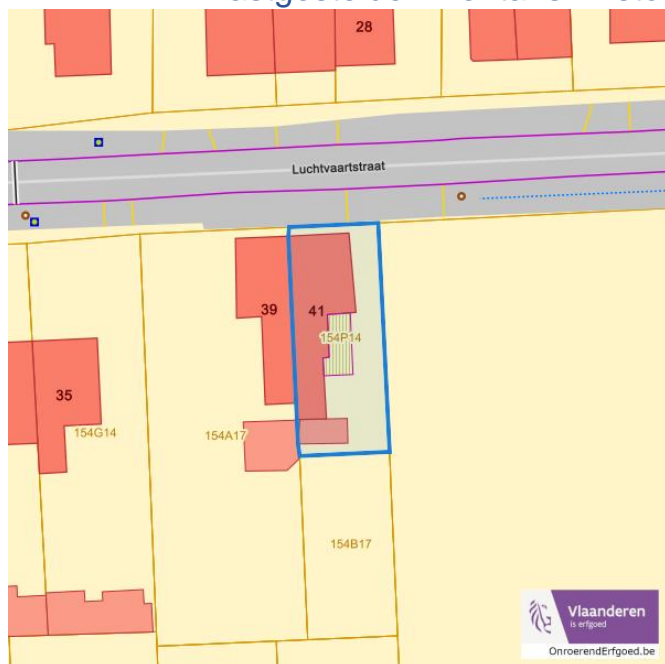 28
Luchtvaartstraat
39
41
154P14
35
154G14
154A17
154B17
Vlaanderen
is erfgoed
OnroerendErfgoed.be